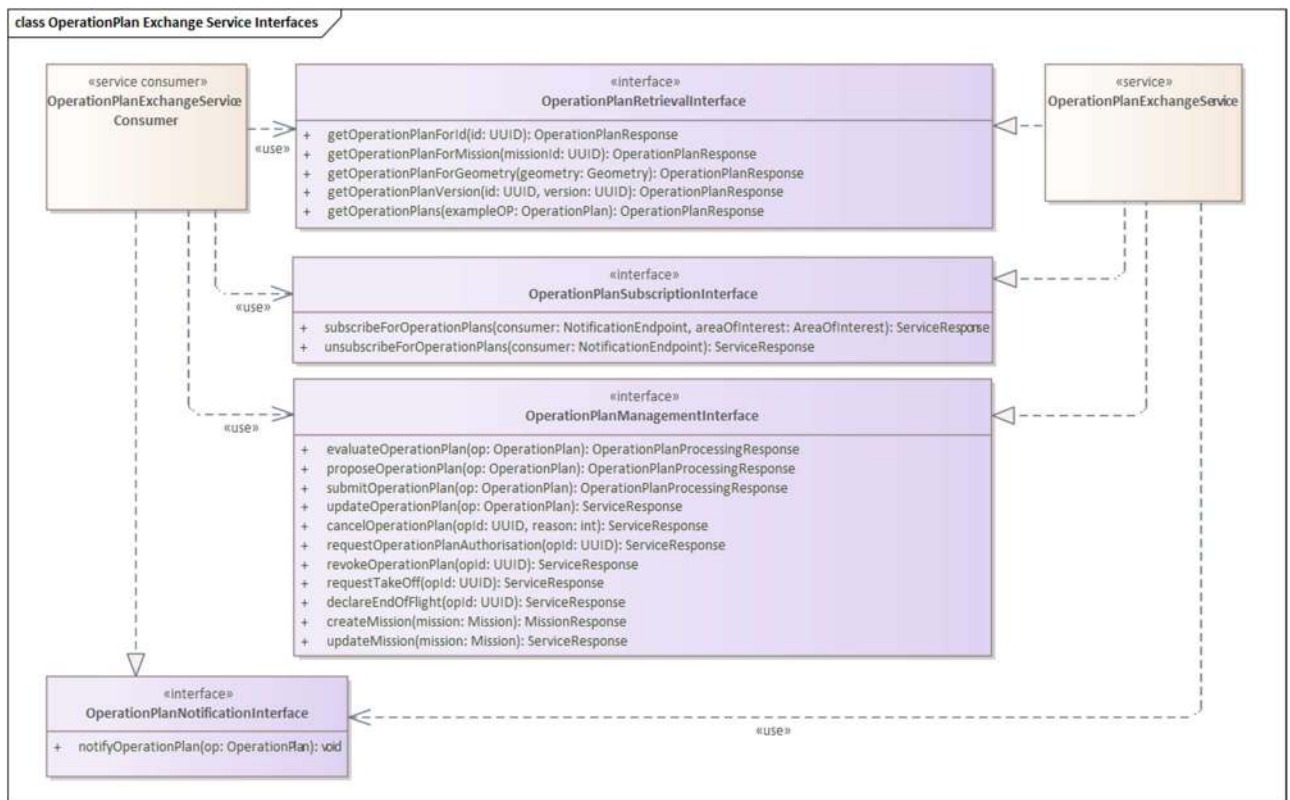 class OperationPlan Exchange Service Interfaces
«service consumer»
OperationPlanExchangeService
Consumer
«use»
«interface»
OperationPlanRetrievalInterface
+ getOperationPlanForId(id: UUID): OperationPlanResponse
+ getOperationPlanForMission(missionId: UUID): OperationPlanResponse
+ getOperationPlanForGeometry(geometry: Geometry): OperationPlanResponse
+ getOperationPlanVersion(id: UUID, version: UUID): OperationPlanResponse
+ getOperationPlans(exampleOP: OperationPlan): OperationPlanResponse
«service»
OperationPlanExchangeService
«use»
«interface»
OperationPlanSubscriptionInterface
+ subscribeForOperationPlans(consumer: NotificationEndpoint, areaOfInterest: AreaOfInterest): ServiceResponse
+ unsubscribeForOperationPlans(consumer: NotificationEndpoint): ServiceResponse
«use»
«interface»
OperationPlanManagementInterface
+ evaluateOperationPlan(op: OperationPlan): OperationPlanProcessingResponse
+ proposeOperationPlan(op: OperationPlan): OperationPlanProcessingResponse
+ submitOperationPlan(op: OperationPlan): OperationPlanProcessingResponse
+ updateOperationPlan(op: OperationPlan): ServiceResponse
+ cancelOperationPlan(opId: UUID, reason: int): ServiceResponse
+ requestOperationPlanAuthorisation(opId: UUID): ServiceResponse
+ revokeOperationPlan(opId: UUID): ServiceResponse
+ requestTakeOff(opId: UUID): ServiceResponse
+ declareEndOfFlight(opId: UUID): ServiceResponse
+ createMission(mission: Mission): MissionResponse
+ updateMission(mission: Mission): ServiceResponse
«interface»
OperationPlanNotificationInterface
+ notifyOperationPlan(op: OperationPlan): void
«use»